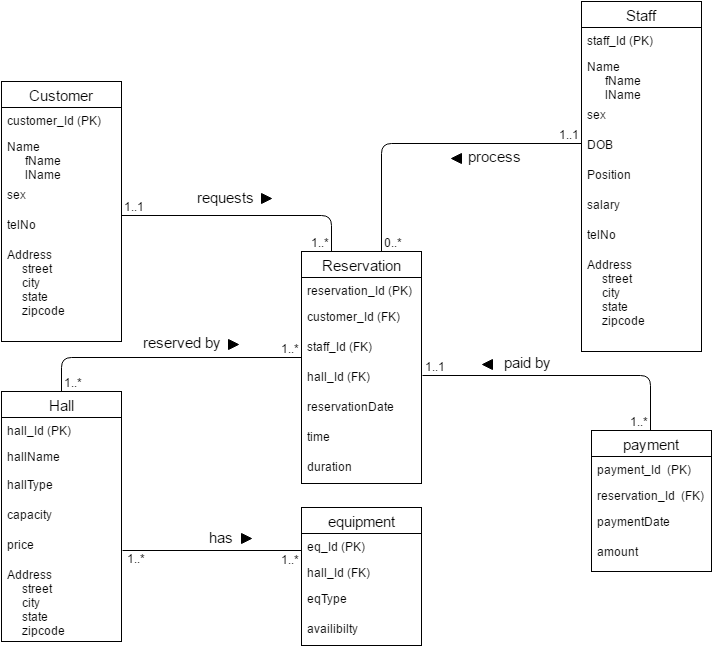 Staff
staff_Id (PK)
Name
fName
lName
sex
DOB
Position
salary
telNo
Address
street
city
state
zipcode
Customer
customer_Id (PK)
Name
fName
lName
sex
telNo
Address
street
city
state
zipcode
1..1
◀ process
0..*
requests ▶
1..1
1..*
Reservation
reservation_Id (PK)
customer_Id (FK)
staff_Id (FK)
hall_Id (FK)
reservationDate
time
duration
reserved by ▶
1..*
1..*
◀ paid by
1..1
1..*
Hall
hall_Id (PK)
hallName
hallType
capacity
price
Address
street
city
state
zipcode
payment
payment_Id (PK)
reservation_Id (FK)
paymentDate
amount
has ▶
1..*
1..*
equipment
eq_Id (PK)
hall_Id (FK)
eqType
availibilty